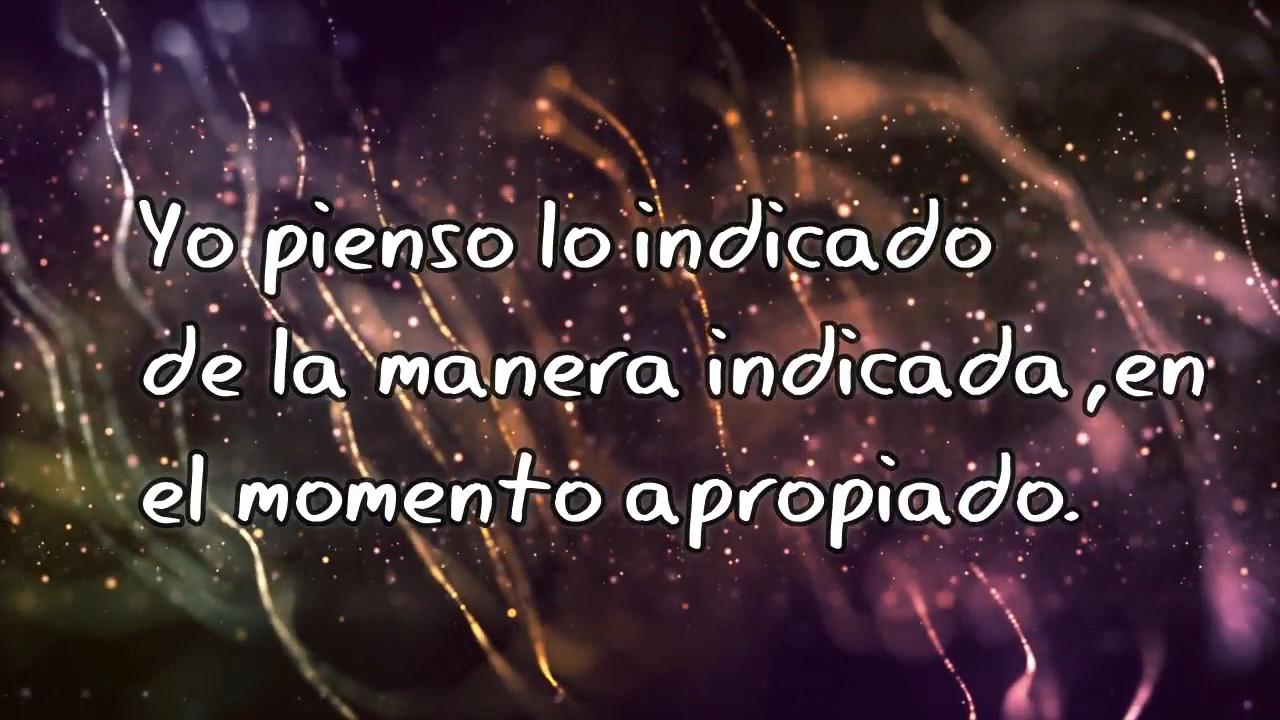 Yo pienso lo indicado
de la manera indicada ,en
el momento apropiado.